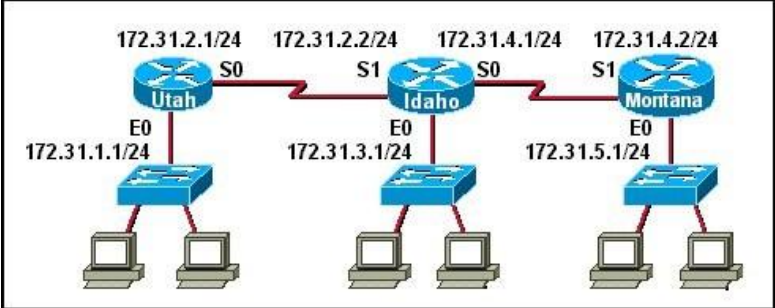 172.31.2.1/24 172.31.2.2/24 172.31.4.1/24 172.31.4.2/24
S0 S1 S0 S1
Utah Idaho Montana
E0 E0 E0
172.31.1.1/24 172.31.3.1/24 172.31.5.1/24